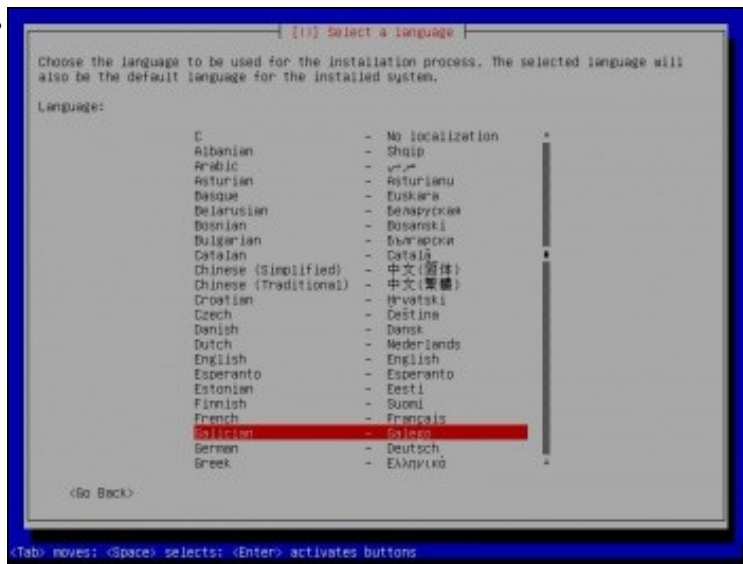 [!!] Select a language
Choose the language to be used for the installation process. The selected language will
also be the default language for the installed system.
Language:
C - No localization
Albanian - Shqip
Arabic - عربي
Asturian - Asturianu
Basque - Euskara
Belarusian - Беларуская
Bosnian - Bosanski
Bulgarian - Български
Catalan - Català
Chinese (Simplified) - 中文(简体)
Chinese (Traditional) - 中文(繁體)
Croatian - Hrvatski
Czech - Čeština
Danish - Dansk
Dutch - Nederlands
English - English
Esperanto - Esperanto
Estonian - Eesti
Finnish - Suomi
French - Français
Galician - Galego
German - Deutsch
Greek - Ελληνικά
<Go Back>
<Tab> moves; <Space> selects; <Enter> activates buttons